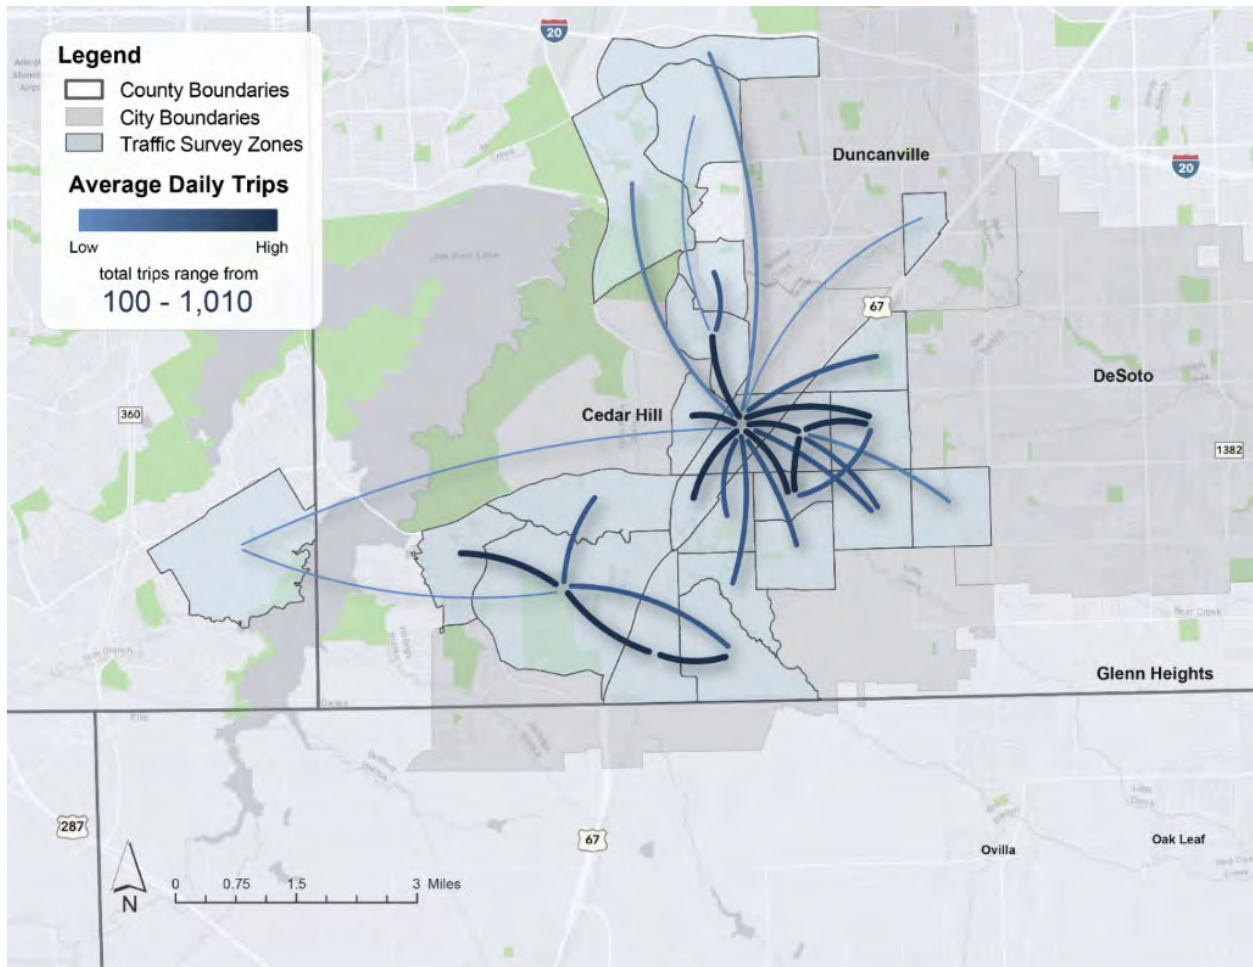 Legend
County Boundaries
City Boundaries
Traffic Survey Zones
Average Daily Trips
Low High
total trips range from
100 - 1,010
20
Duncanville
20
67
DeSoto
360
Cedar Hill
1382
Glenn Heights
Dallas
Ellis
287
67
Ovilla
Oak Leaf
N
0 0.75 1.5 3 Miles